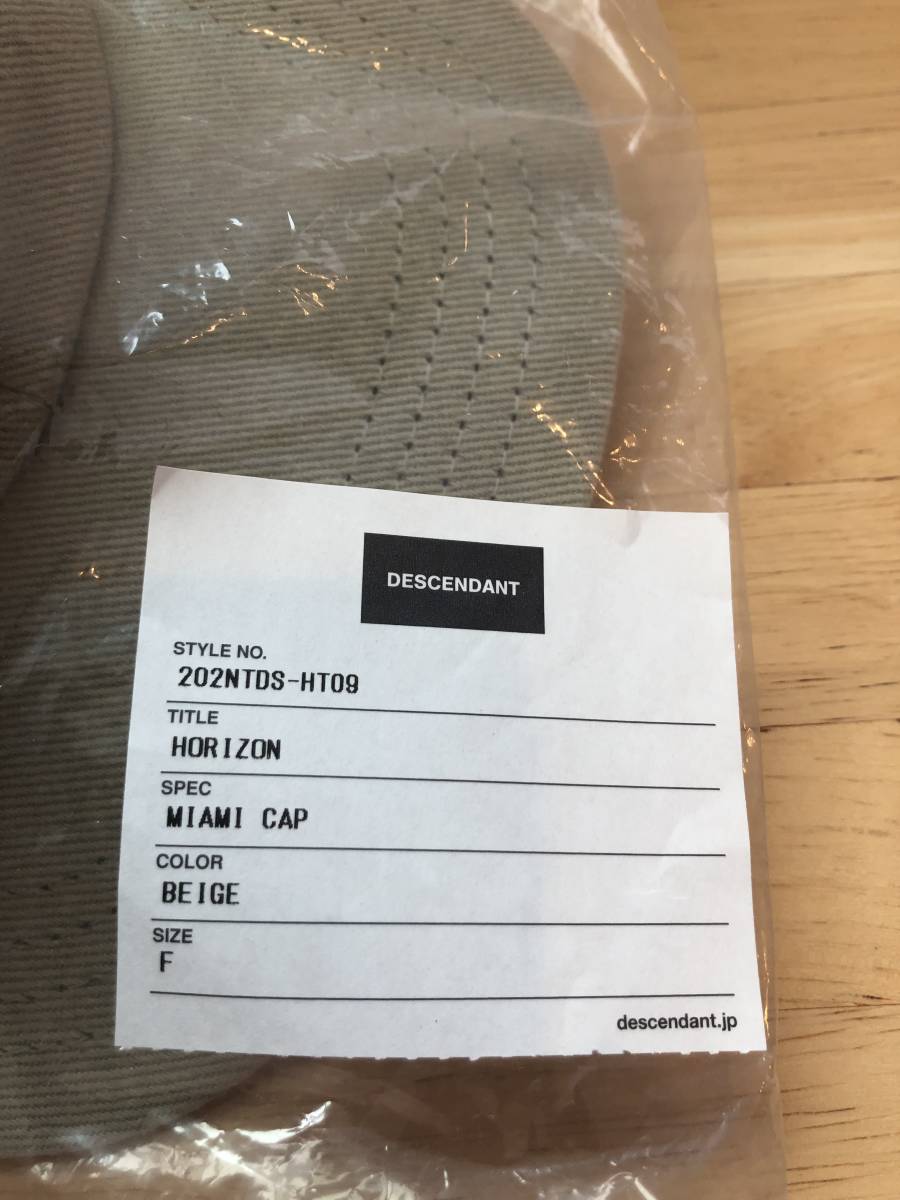 DESCENDANT
STYLE NO.
202NTDS-HT09
TITLE
HORIZON
SPEC
MIAMI CAP
COLOR
BEIGE
SIZE
F
descendant.jp